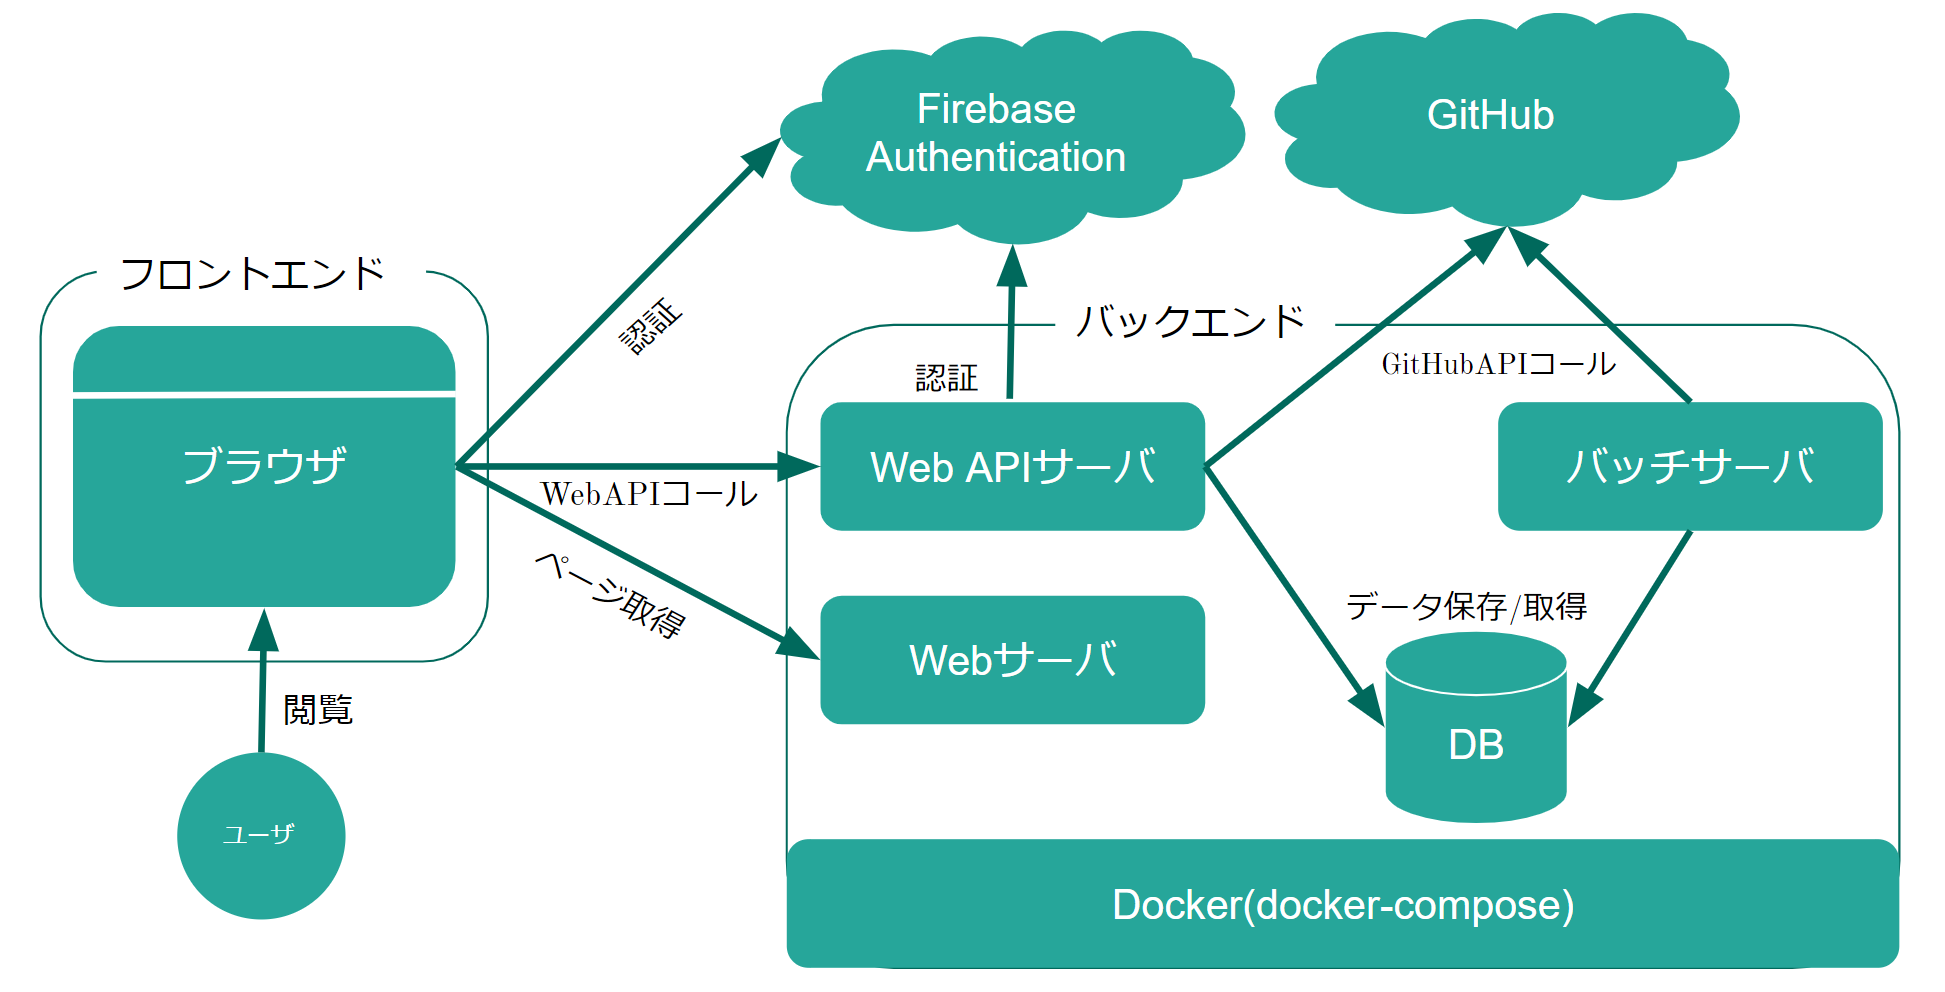 Firebase
Authentication
GitHub
フロントエンド
認証
バックエンド
認証
GitHubAPIコール
ブラウザ
WebAPIコール
Web APIサーバ
バッチサーバ
ページ取得
データ保存/取得
Webサーバ
閲覧
DB
ユーザ
Docker(docker-compose)